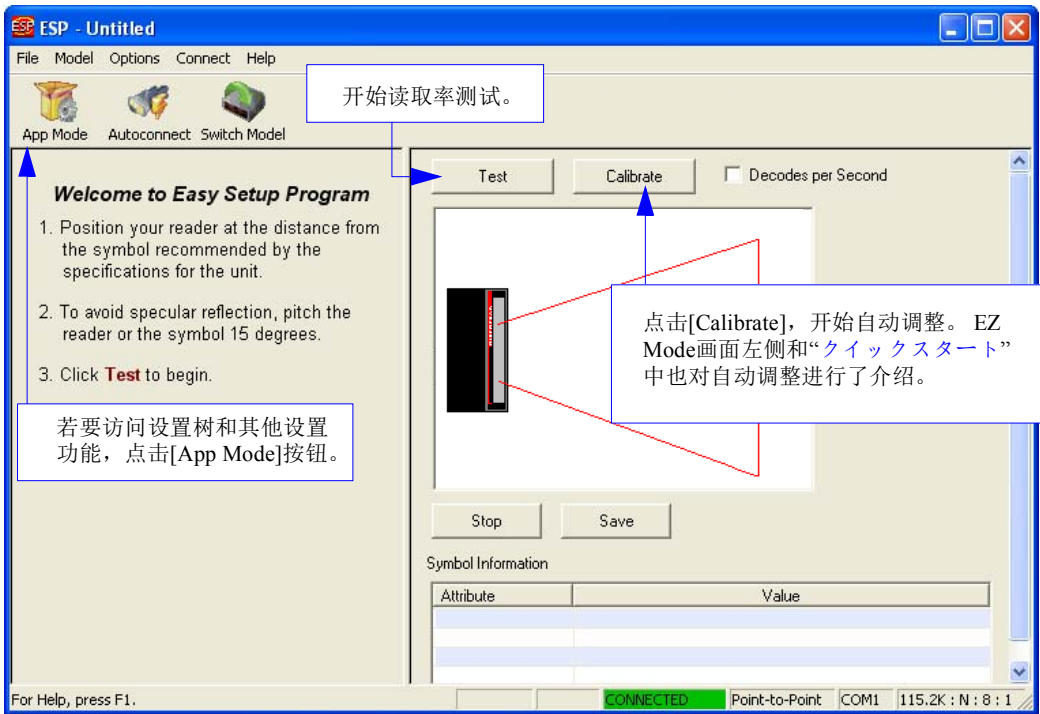 ESP - Untitled
File Model Options Connect Help
App Mode Autoconnect Switch Model
开始读取率测试。
Welcome to Easy Setup Program
1. Position your reader at the distance from
the symbol recommended by the
specifications for the unit.
2. To avoid specular reflection, pitch the
reader or the symbol 15 degrees.
3. Click Test to begin.
若要访问设置树和其他设置
功能，点击[App Mode]按钮。
Test Calibrate Decodes per Second
点击[Calibrate]，开始自动调整。 EZ
Mode画面左侧和“クイックスタート”
中也对自动调整进行了介绍。
Stop Save
Symbol Information
Attribute Value
For Help, press F1. CONNECTED Point-to-Point COM1 115.2K : N : 8 : 1